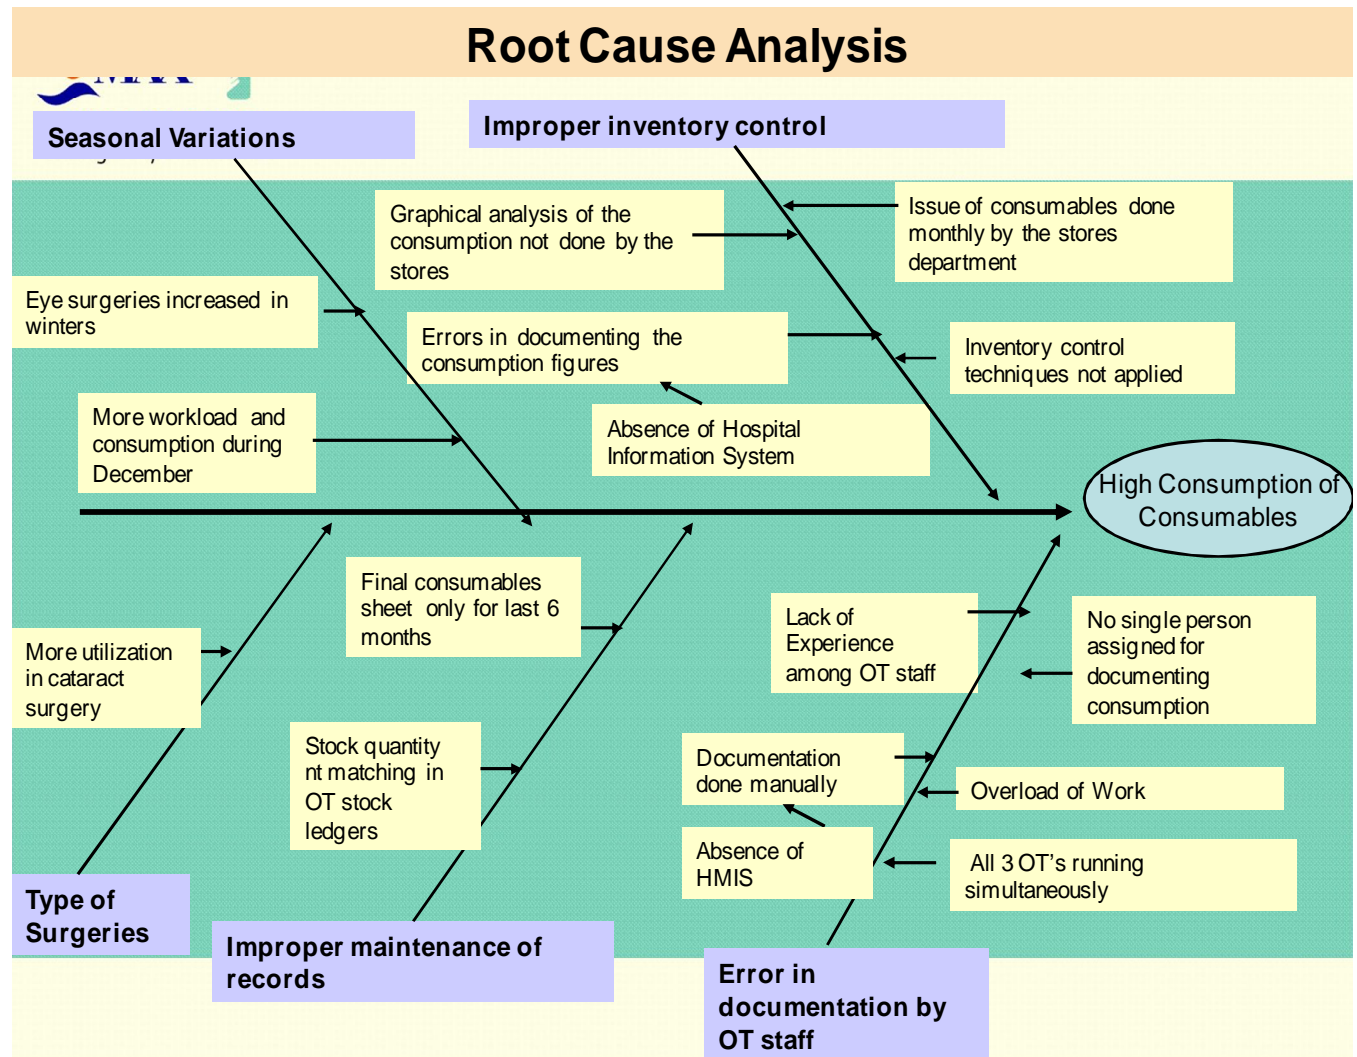 Root Cause Analysis
Seasonal Variations
Improper inventory control
Graphical analysis of the
consumption not done by the
stores
Issue of consumables done
monthly by the stores
department
Eye surgeries increased in
winters
Errors in documenting the
consumption figures
Inventory control
techniques not applied
More workload and
consumption during
December
Absence of Hospital
Information System
High Consumption of
Consumables
Final consumables
sheet only for last 6
months
Lack of
Experience
among OT staff
No single person
assigned for
documenting
consumption
More utilization
in cataract
surgery
Stock quantity
nt matching in
OT stock
ledgers
Documentation
done manually
Overload of Work
Absence of
HMIS
All 3 OT's running
simultaneously
Type of
Surgeries
Improper maintenance of
records
Error in
documentation by
OT staff